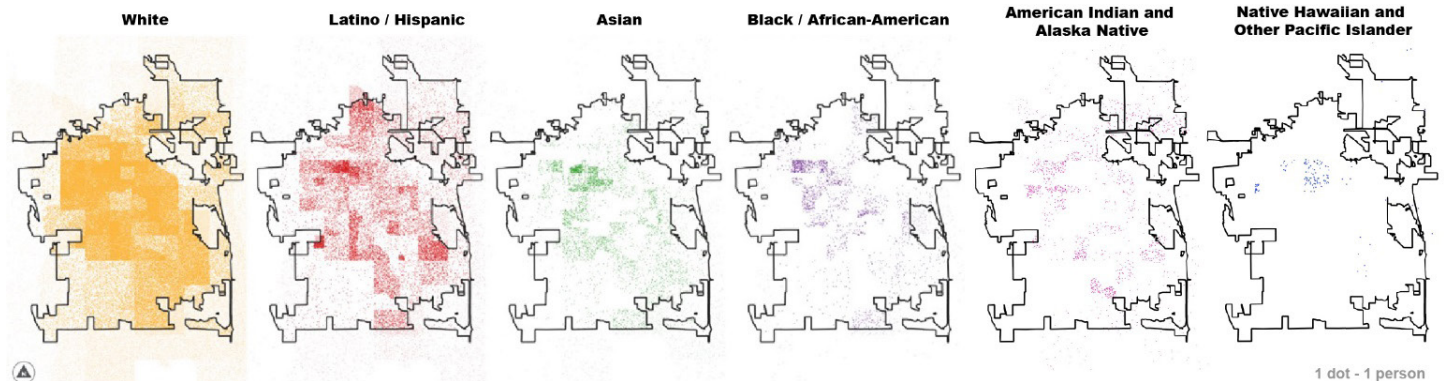 White
Latino / Hispanic
Asian
Black / African-American
American Indian and
Alaska Native
Native Hawaiian and
Other Pacific Islander
1 dot - 1 person